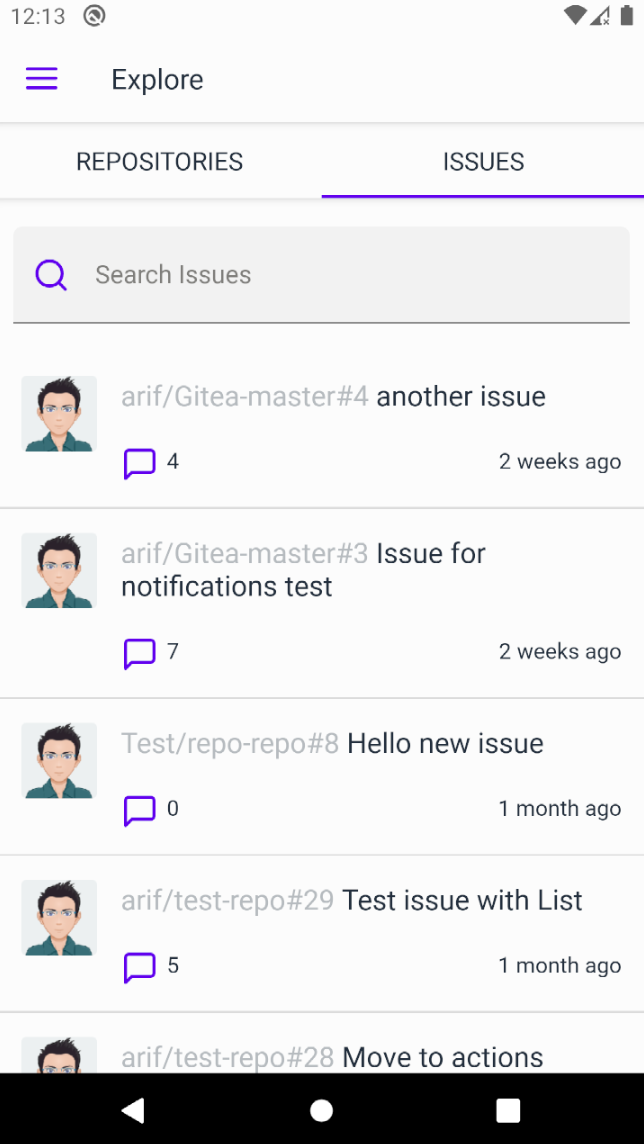 12:13
Explore
REPOSITORIES
ISSUES
Search Issues
arif/Gitea-master#4 another issue
4
2 weeks ago
arif/Gitea-master#3 Issue for
notifications test
7
2 weeks ago
Test/repo-repo#8 Hello new issue
0
1 month ago
arif/test-repo#29 Test issue with List
5
1 month ago
arif/test-repo#28 Move to actions